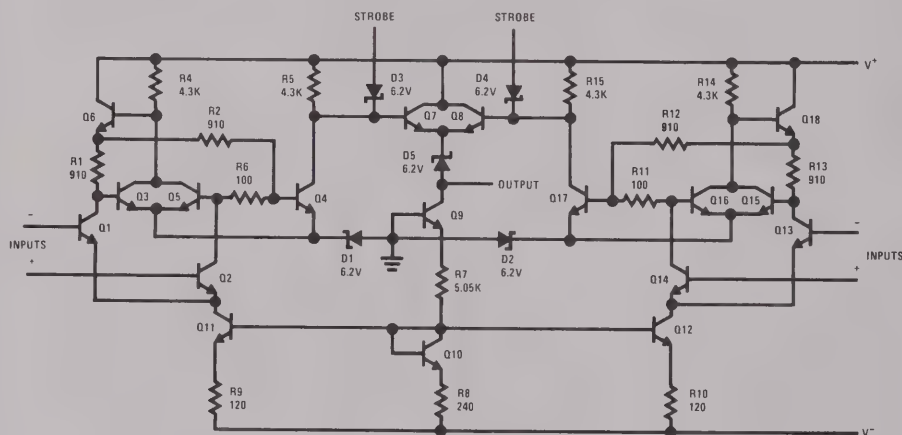 STROBE
STROBE
V+
R4
4.3K
R5
4.3K
D3
6.2V
D4
6.2V
R15
4.3K
R14
4.3K
Q6
R2
910
Q7
Q8
R12
910
Q18
R1
910
R6
100
D5
6.2V
R11
100
R13
910
Q3
Q5
Q4
OUTPUT
Q17
Q16
Q15
-
Q1
Q9
Q13
-
INPUTS
INPUTS
+
D1
6.2V
D2
6.2V
+
Q2
R7
5.05K
Q14
Q11
Q12
Q10
R9
120
R8
240
R10
120
V-